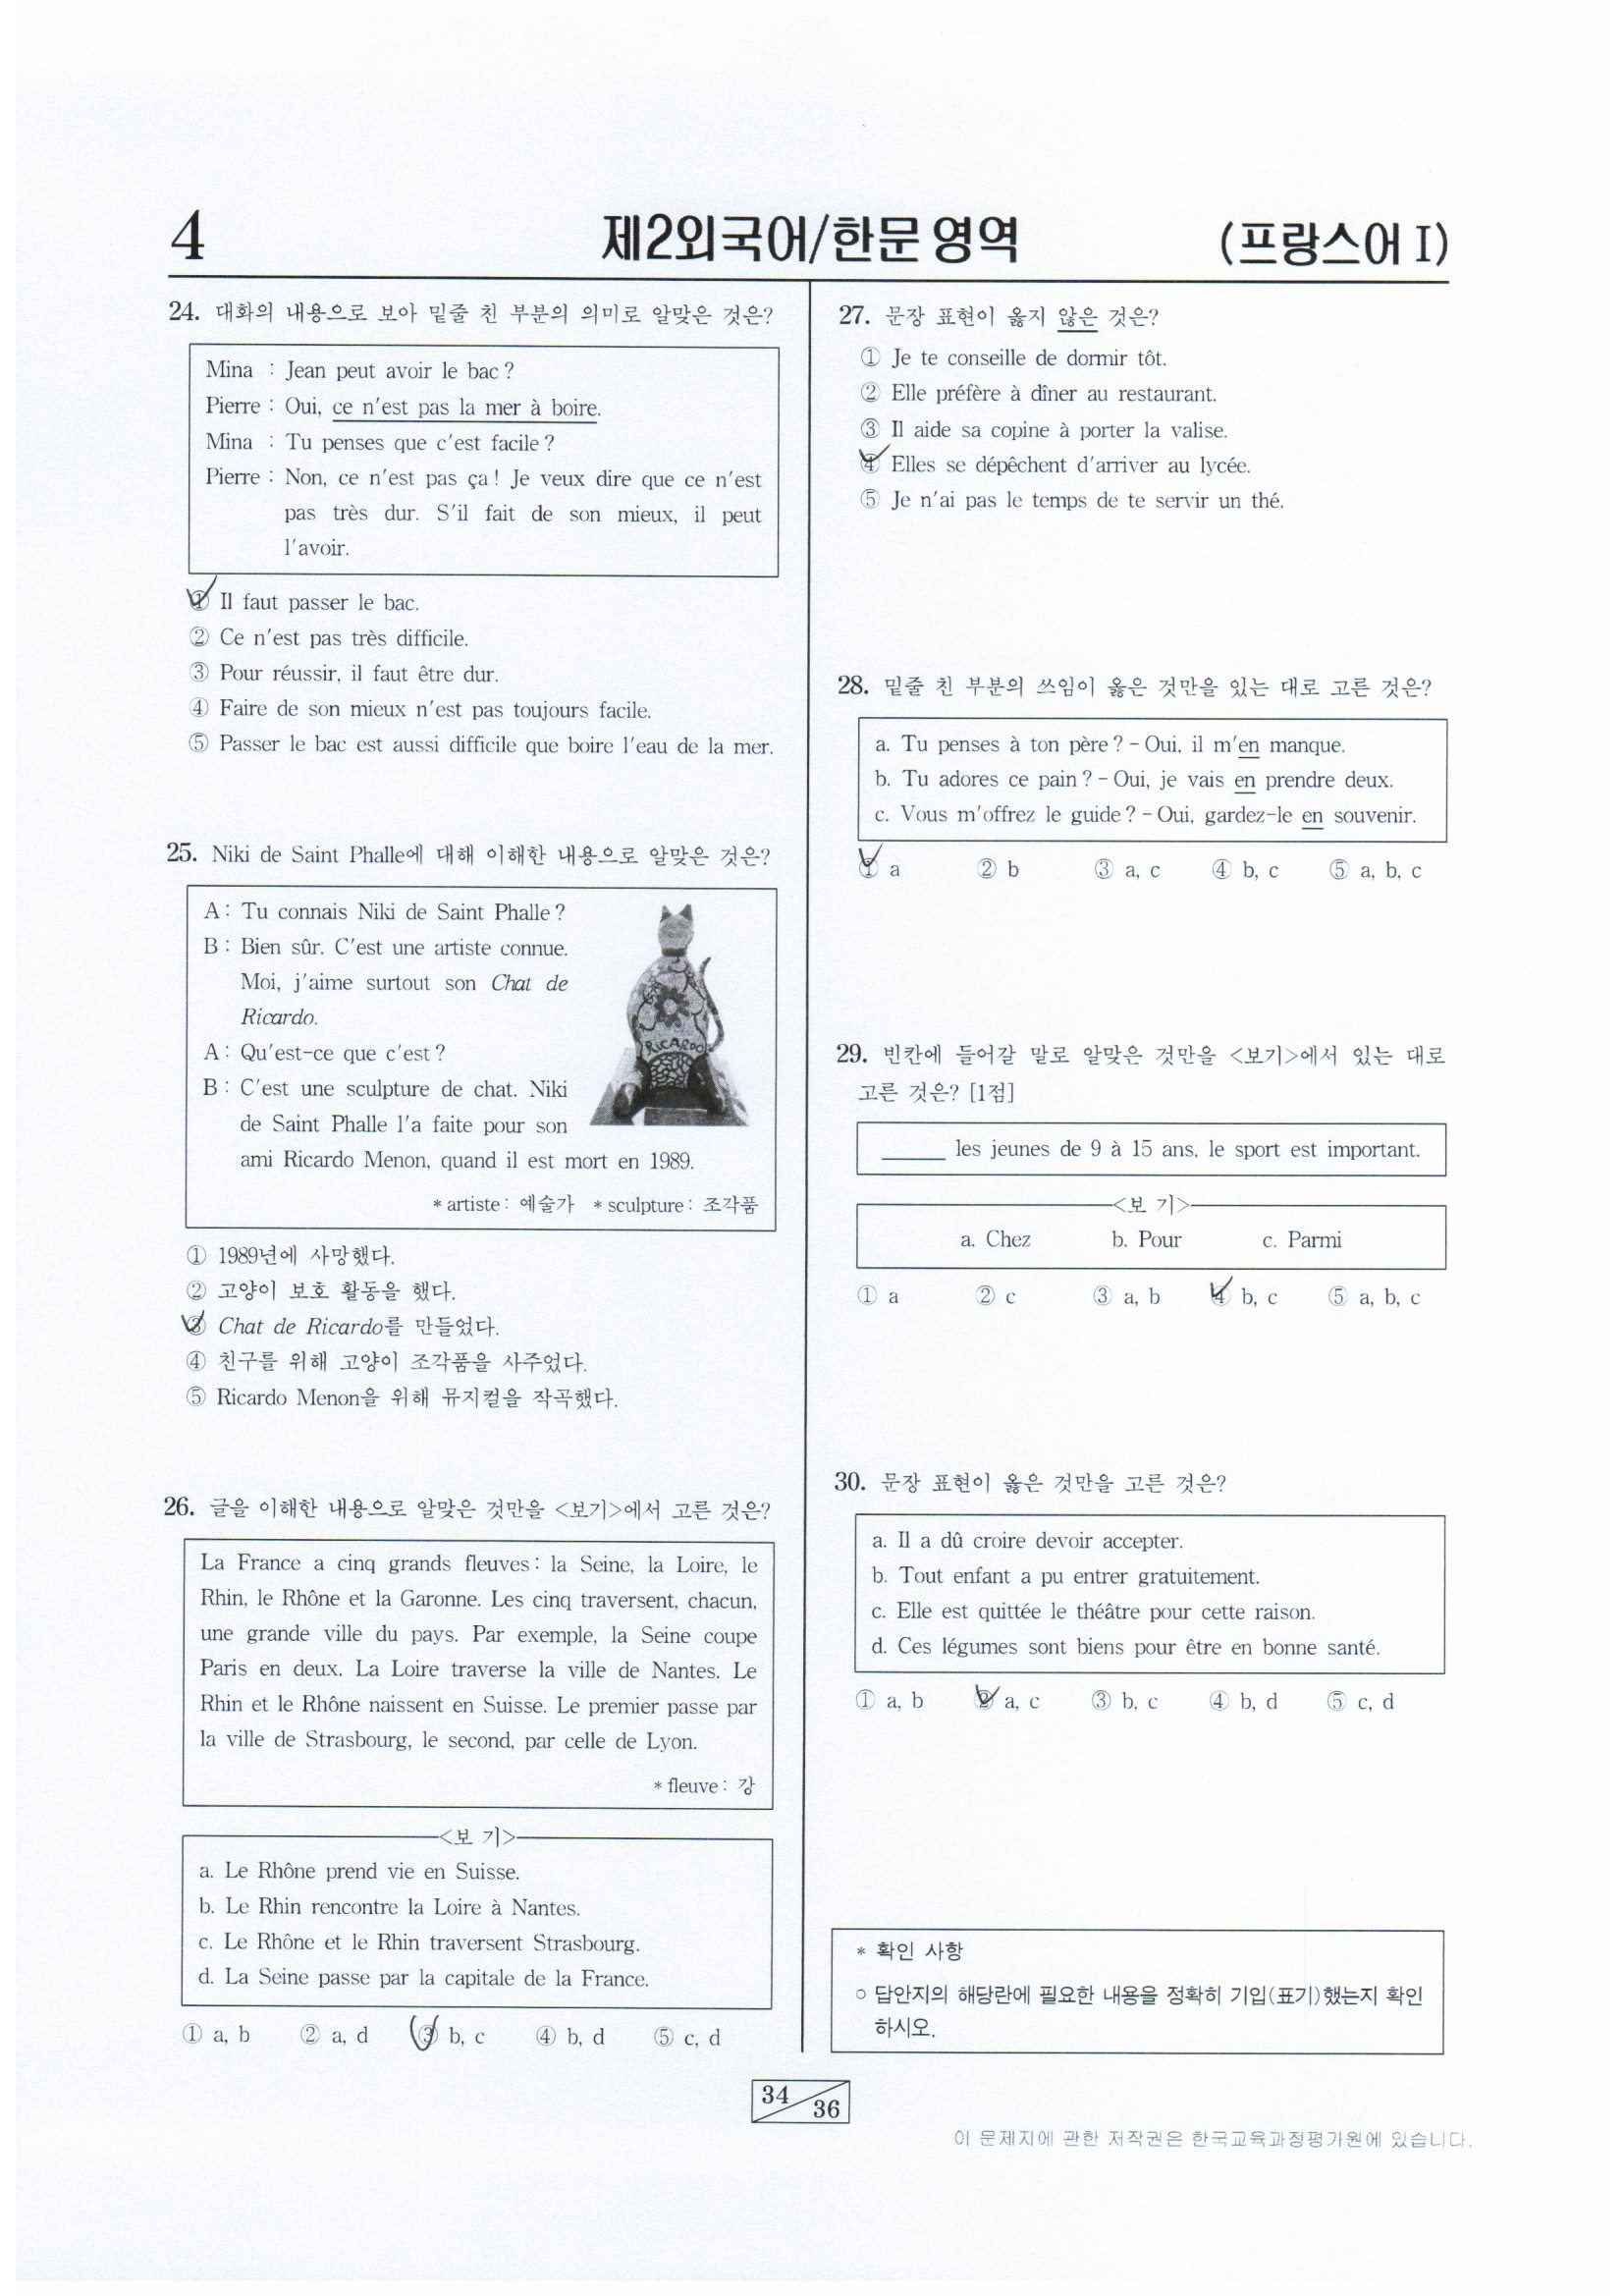 4
제2외국어/한문 영역
(프랑스어 I)
24. 대화의 내용으로 보아 밑줄 친 부분의 의미로 알맞은 것은?
Mina : Jean peut avoir le bac ?
Pierre : Oui, ce n'est pas la mer à boire.
Mina : Tu penses que c'est facile ?
Pierre : Non, ce n'est pas ça ! Je veux dire que ce n'est
pas très dur. S'il fait de son mieux, il peut
l'avoir.
① Il faut passer le bac.
② Ce n'est pas très difficile.
③ Pour réussir, il faut être dur.
④ Faire de son mieux n'est pas toujours facile.
⑤ Passer le bac est aussi difficile que boire l'eau de la mer.
25. Niki de Saint Phalle에 대해 이해한 내용으로 알맞은 것은?
A : Tu connais Niki de Saint Phalle ?
B : Bien sûr. C'est une artiste connue.
Moi, j'aime surtout son Chat de
Ricardo.
A : Qu'est-ce que c'est ?
B : C'est une sculpture de chat. Niki
de Saint Phalle l'a faite pour son
ami Ricardo Menon, quand il est mort en 1989.
RICARDO
* artiste : 예술가 * sculpture : 조각품
① 1989년에 사망했다.
② 고양이 보호 활동을 했다.
③ Chat de Ricardo를 만들었다.
④ 친구를 위해 고양이 조각품을 사주었다.
⑤ Ricardo Menon을 위해 뮤지컬을 작곡했다.
26. 글을 이해한 내용으로 알맞은 것만을 <보기>에서 고른 것은?
La France a cinq grands fleuves : la Seine, la Loire, le
Rhin, le Rhône et la Garonne. Les cinq traversent, chacun,
une grande ville du pays. Par exemple, la Seine coupe
Paris en deux. La Loire traverse la ville de Nantes. Le
Rhin et le Rhône naissent en Suisse. Le premier passe par
la ville de Strasbourg, le second, par celle de Lyon.
* fleuve : 강
<보 기>
a. Le Rhône prend vie en Suisse.
b. Le Rhin rencontre la Loire à Nantes.
c. Le Rhône et le Rhin traversent Strasbourg.
d. La Seine passe par la capitale de la France.
① a, b ② a, d ③ b, c ④ b, d ⑤ c, d
27. 문장 표현이 옳지 않은 것은?
① Je te conseille de dormir tôt.
② Elle préfère à dîner au restaurant.
③ Il aide sa copine à porter la valise.
④ Elles se dépêchent d'arriver au lycée.
⑤ Je n'ai pas le temps de te servir un thé.
28. 밑줄 친 부분의 쓰임이 옳은 것만을 있는 대로 고른 것은?
a. Tu penses à ton père ? - Oui, il m'en manque.
b. Tu adores ce pain ? - Oui, je vais en prendre deux.
c. Vous m'offrez le guide ? - Oui, gardez-le en souvenir.
① a ② b ③ a, c ④ b, c ⑤ a, b, c
29. 빈칸에 들어갈 말로 알맞은 것만을 <보기>에서 있는 대로
고른 것은? [1점]
_____ les jeunes de 9 à 15 ans, le sport est important.
<보 기>
a. Chez b. Pour c. Parmi
① a ② c ③ a, b ④ b, c ⑤ a, b, c
30. 문장 표현이 옳은 것만을 고른 것은?
a. Il a dû croire devoir accepter.
b. Tout enfant a pu entrer gratuitement.
c. Elle est quittée le théâtre pour cette raison.
d. Ces légumes sont biens pour être en bonne santé.
① a, b ② a, c ③ b, c ④ b, d ⑤ c, d
* 확인 사항
○ 답안지의 해당란에 필요한 내용을 정확히 기입(표기)했는지 확인
하시오.
34 36
이 문제지에 관한 저작권은 한국교육과정평가원에 있습니다.